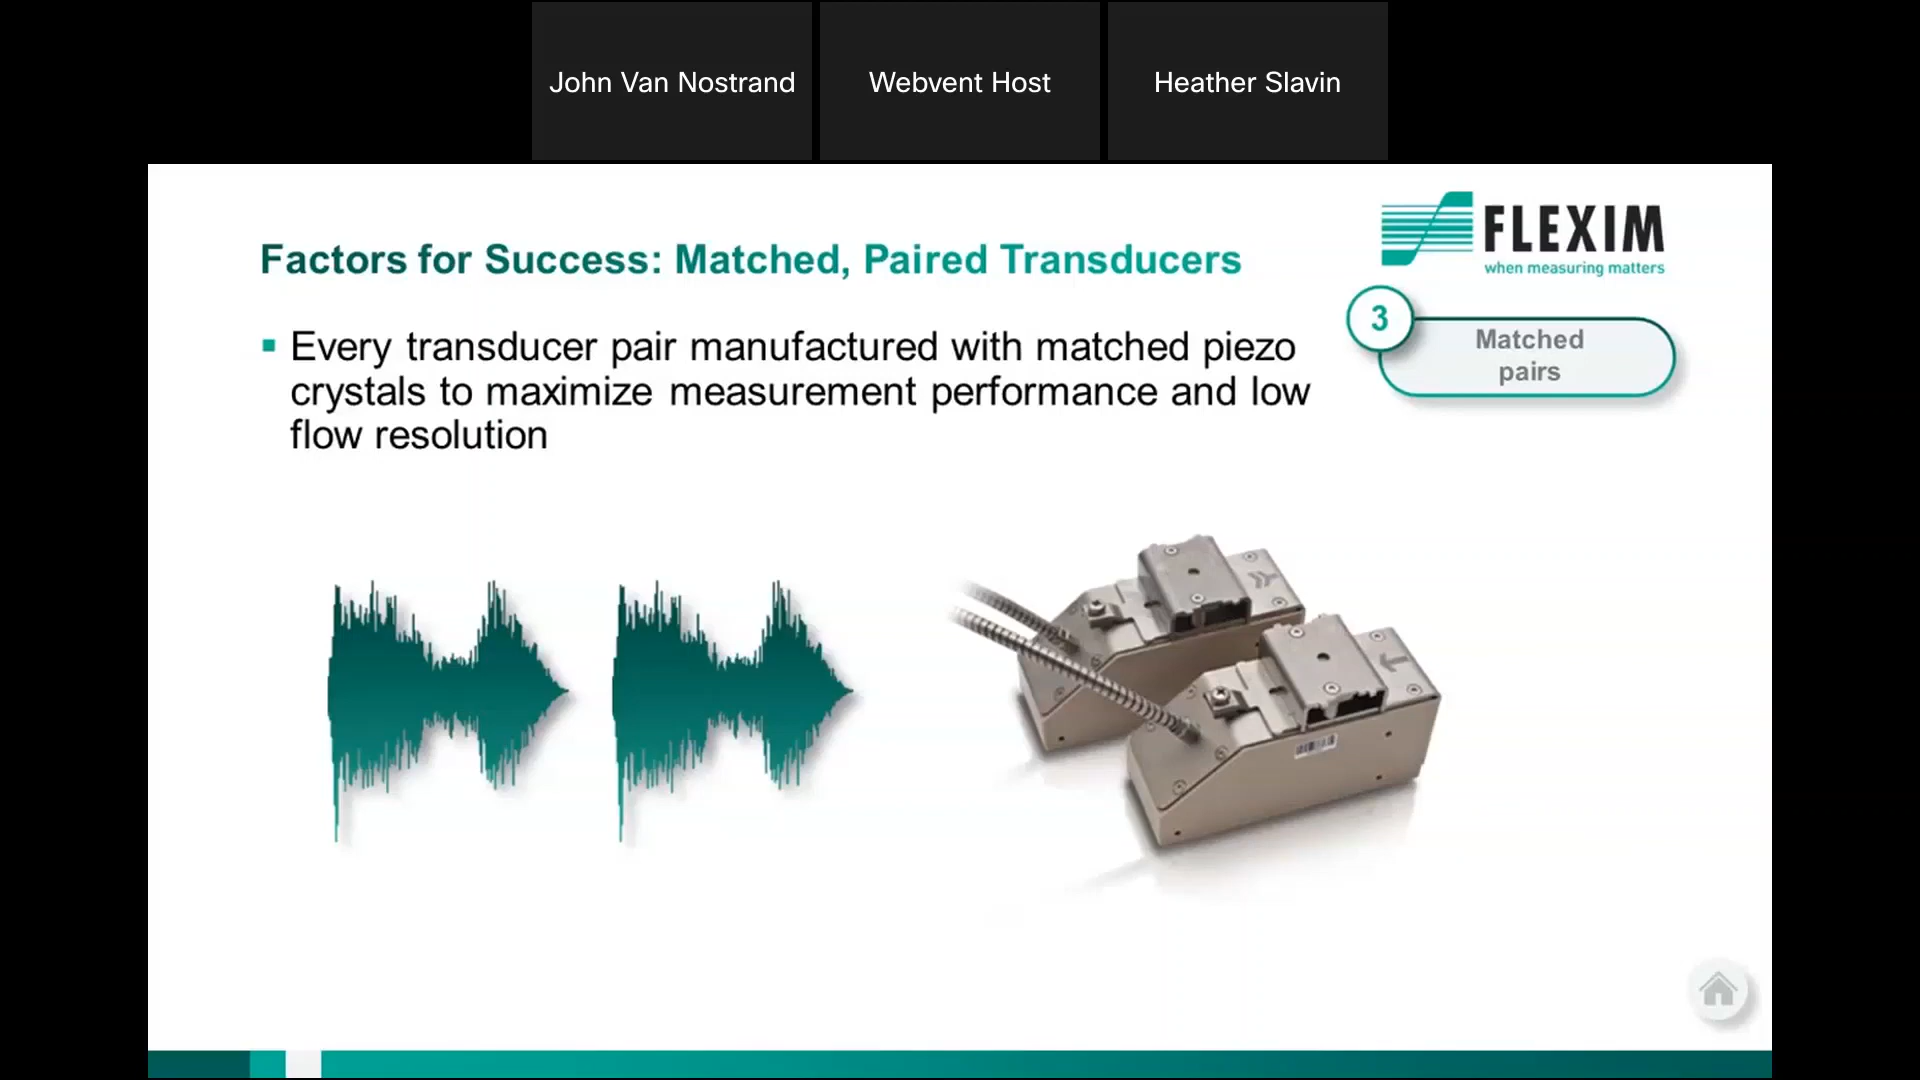 John Van Nostrand
Webvent Host
Heather Slavin
FLEXIM
when measuring matters
Factors for Success: Matched, Paired Transducers
3
Matched
pairs
Every transducer pair manufactured with matched piezo
crystals to maximize measurement performance and low
flow resolution